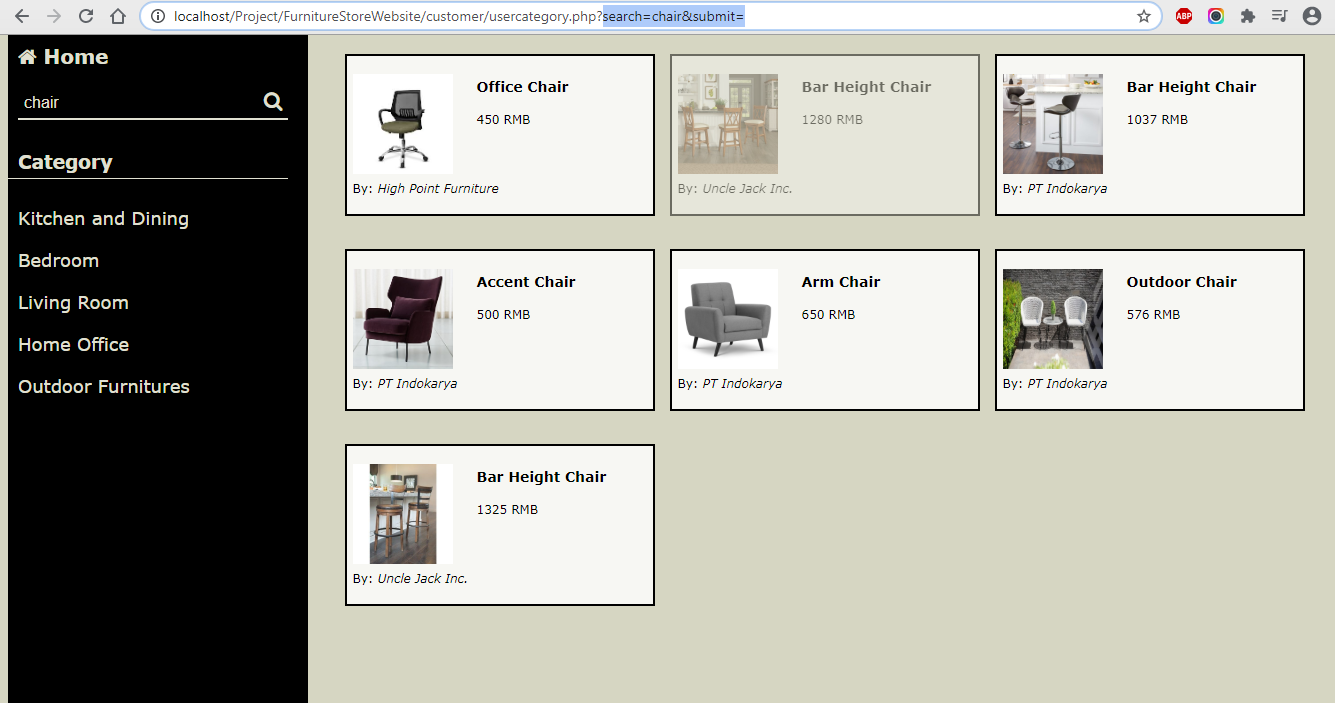 localhost/Project/FurnitureStoreWebsite/customer/usercategory.php?search=chair&submit=
ABP
Home
chair
Category
Kitchen and Dining
Bedroom
Living Room
Home Office
Outdoor Furnitures
Office Chair
450 RMB
By: High Point Furniture
Bar Height Chair
1280 RMB
By: Uncle Jack Inc.
Bar Height Chair
1037 RMB
By: PT Indokarya
Accent Chair
500 RMB
By: PT Indokarya
Arm Chair
650 RMB
By: PT Indokarya
Outdoor Chair
576 RMB
By: PT Indokarya
Bar Height Chair
1325 RMB
By: Uncle Jack Inc.